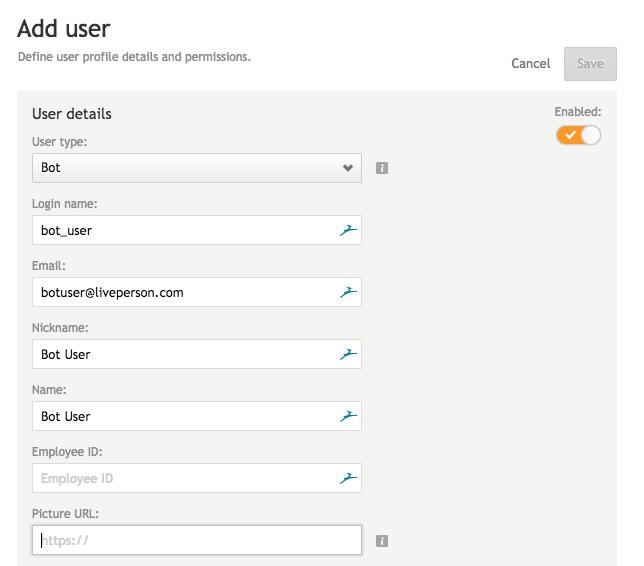 Add user
Define user profile details and permissions.
Cancel
Save
User details
Enabled:
User type:
Bot
i
Login name:
bot_user
Email:
botuser@liveperson.com
Nickname:
Bot User
Name:
Bot User
Employee ID:
Employee ID
Picture URL:
https://
i